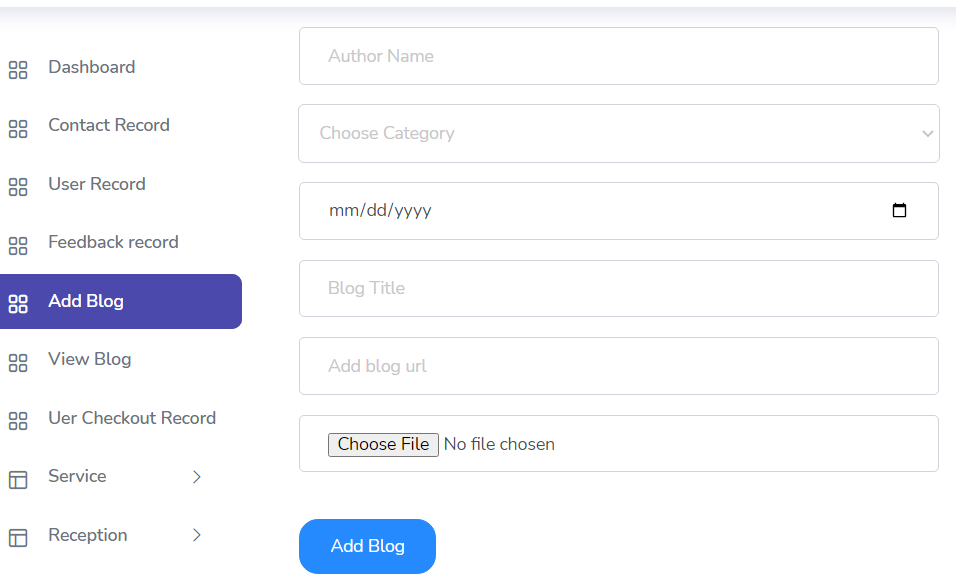 Dashboard
Contact Record
User Record
Feedback record
Add Blog
View Blog
Uer Checkout Record
Service
Reception
Author Name
Choose Category
mm/dd/yyyy
Blog Title
Add blog url
Choose File No file chosen
Add Blog